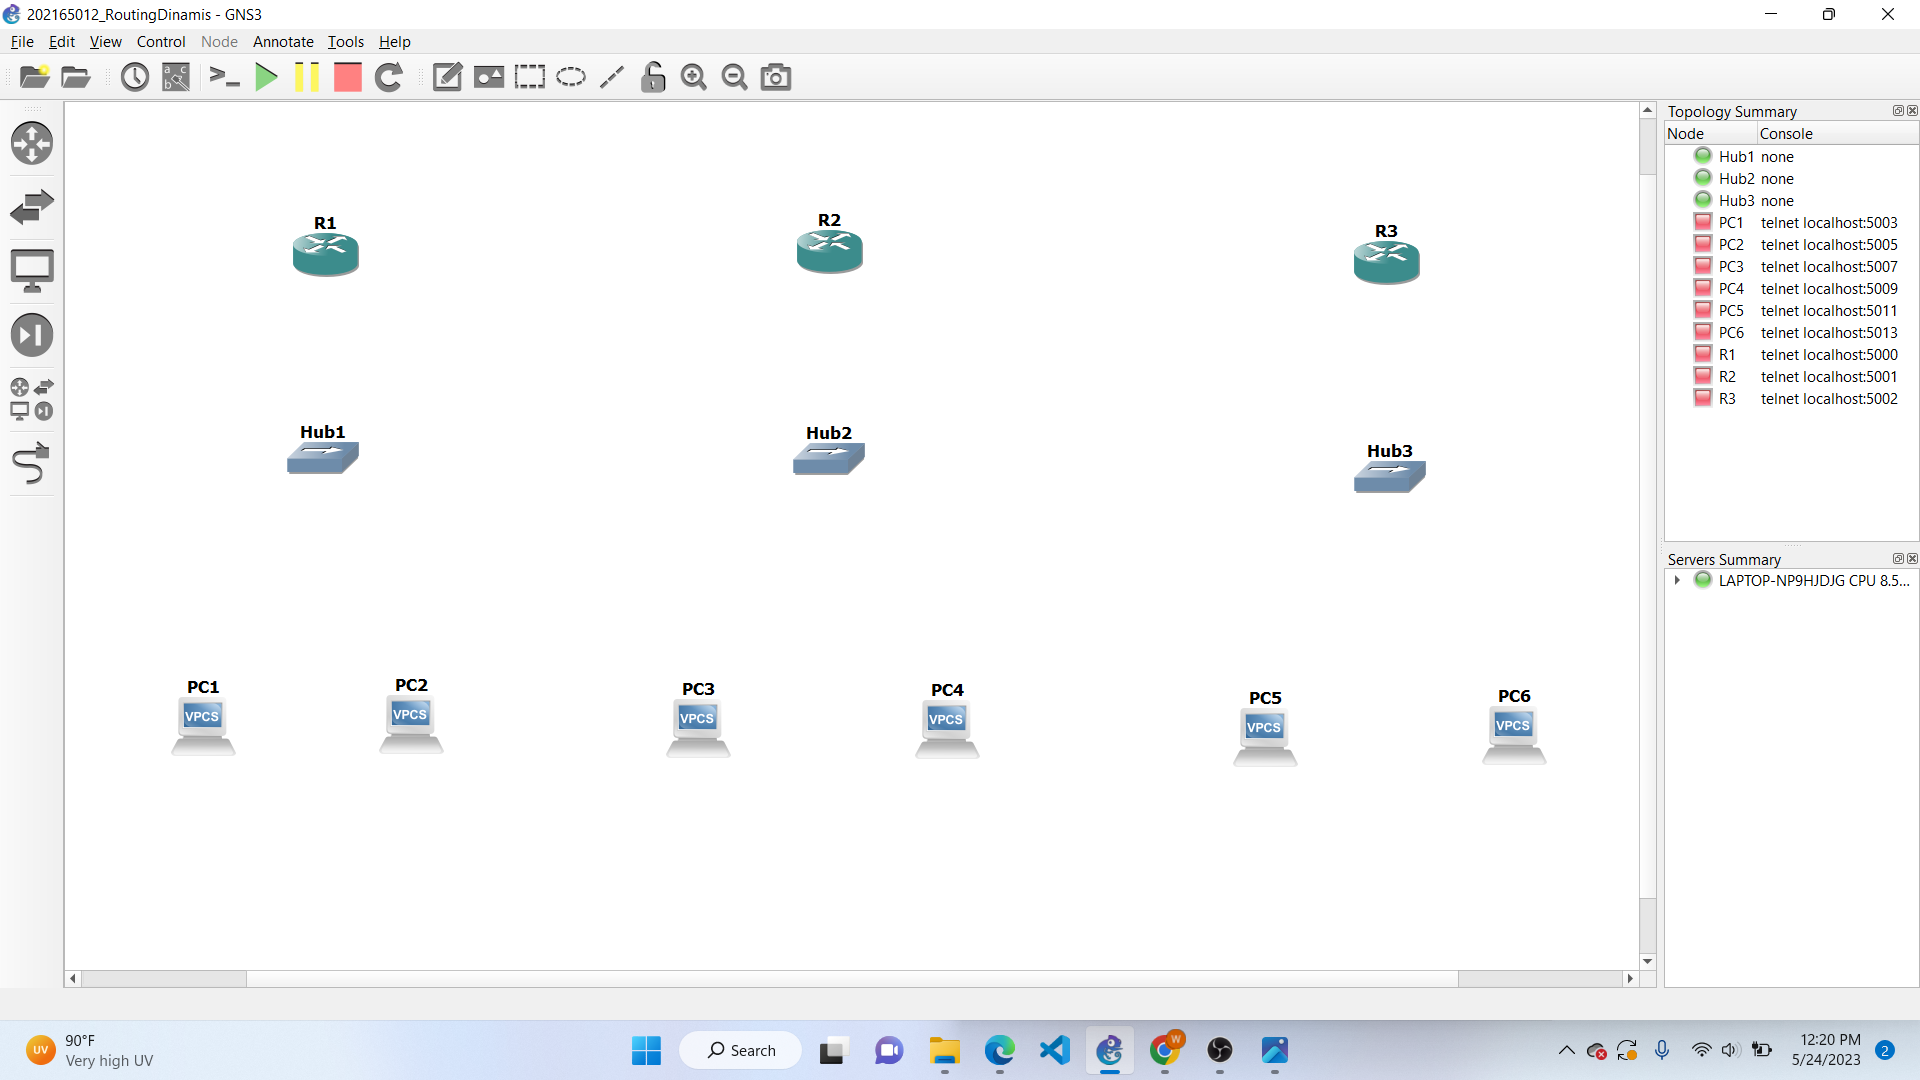 202165012_RoutingDinamis - GNS3
File Edit View Control Node Annotate Tools Help
a c
b
Topology Summary
Node Console
Hub1 none
Hub2 none
Hub3 none
PC1 telnet localhost:5003
PC2 telnet localhost:5005
PC3 telnet localhost:5007
PC4 telnet localhost:5009
PC5 telnet localhost:5011
PC6 telnet localhost:5013
R1 telnet localhost:5000
R2 telnet localhost:5001
R3 telnet localhost:5002
Servers Summary
LAPTOP-NP9HJDJG CPU 8.5...
R1
R2
R3
Hub1
Hub2
Hub3
PC1
VPCS
PC2
VPCS
PC3
VPCS
PC4
VPCS
PC5
VPCS
PC6
VPCS
UV
90°F
Very high UV
Search
W
12:20 PM
5/24/2023
2